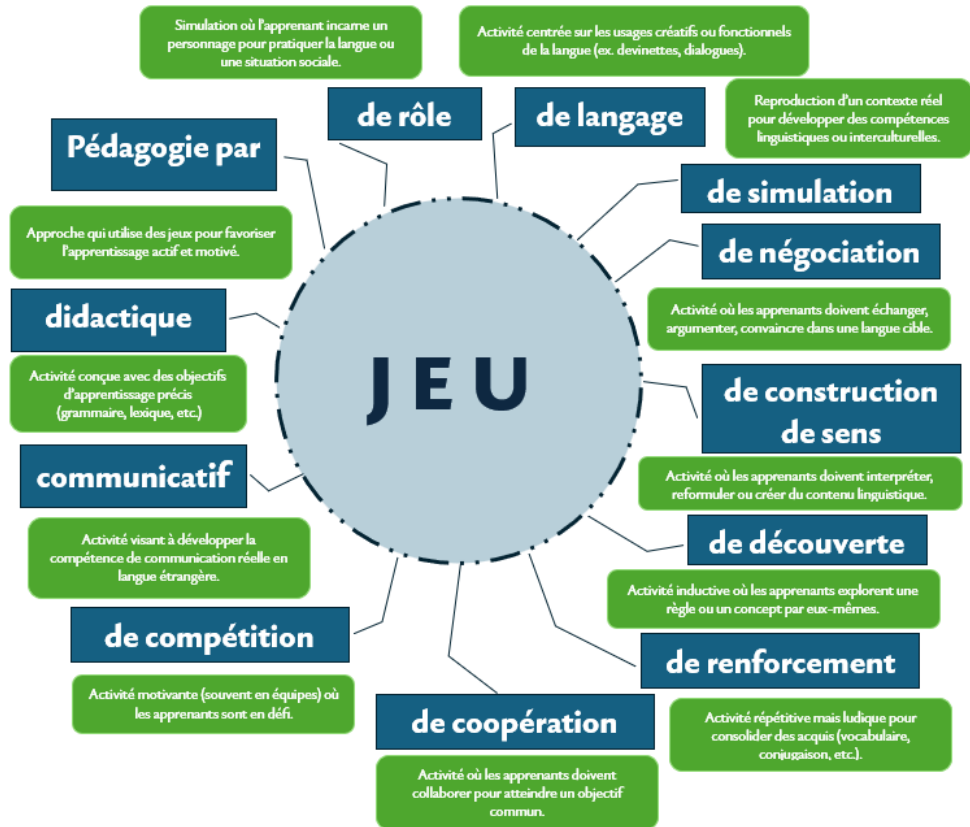 Simulation où l'apprenant incarne un
personnage pour pratiquer la langue ou
une situation sociale.
Activité centrée sur les usages créatifs ou fonctionnels
de la langue (ex. devinettes, dialogues).
de rôle
de langage
Reproduction d'un contexte réel
pour développer des compétences
linguistiques ou interculturelles.
Pédagogie par
de simulation
Approche qui utilise des jeux pour favoriser
l'apprentissage actif et motivé.
de négociation
didactique
Activité où les apprenants doivent échanger,
argumenter, convaincre dans une langue cible.
JEU
Activité conçue avec des objectifs
d'apprentissage précis
(grammaire, lexique, etc.)
de construction
de sens
communicatif
Activité où les apprenants doivent interpréter,
reformuler ou créer du contenu linguistique.
Activité visant à développer la
compétence de communication réelle en
langue étrangère.
de découverte
Activité inductive où les apprenants explorent une
règle ou un concept par eux-mêmes.
de compétition
de renforcement
Activité motivante (souvent en équipes) où
les apprenants sont en défi.
de coopération
Activité répétitive mais ludique pour
consolider des acquis (vocabulaire,
conjugaison, etc.).
Activité où les apprenants doivent
collaborer pour atteindre un objectif
commun.